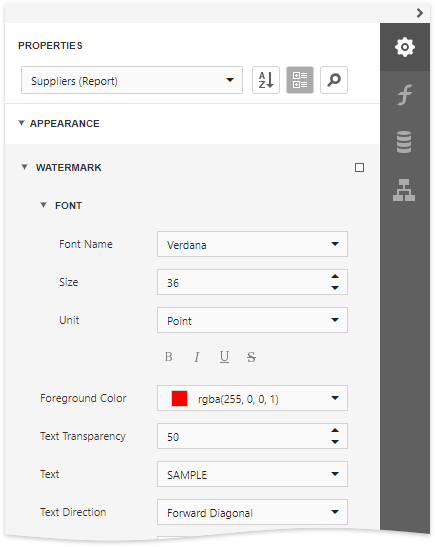 PROPERTIES
Suppliers (Report)
A
Z
APPEARANCE
WATERMARK
FONT
Font Name Verdana
Size 36
Unit Point
B I U S
Foreground Color rgba(255, 0, 0, 1)
Text Transparency 50
Text SAMPLE
Text Direction Forward Diagonal